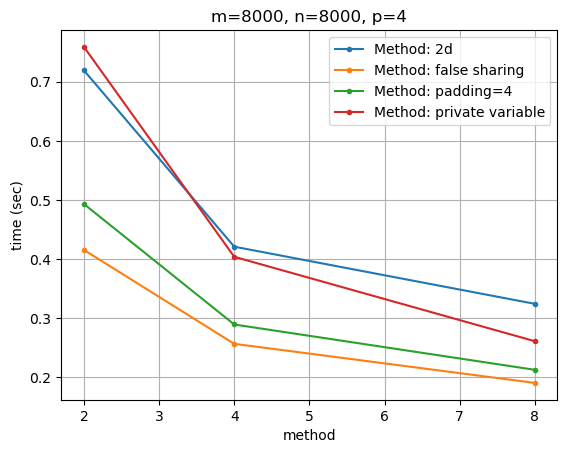 m=8000, n=8000, p=4
Method: 2d
Method: false sharing
Method: padding=4
Method: private variable
time (sec)
0.7
0.6
0.5
0.4
0.3
0.2
2 3 4 5 6 7 8
method